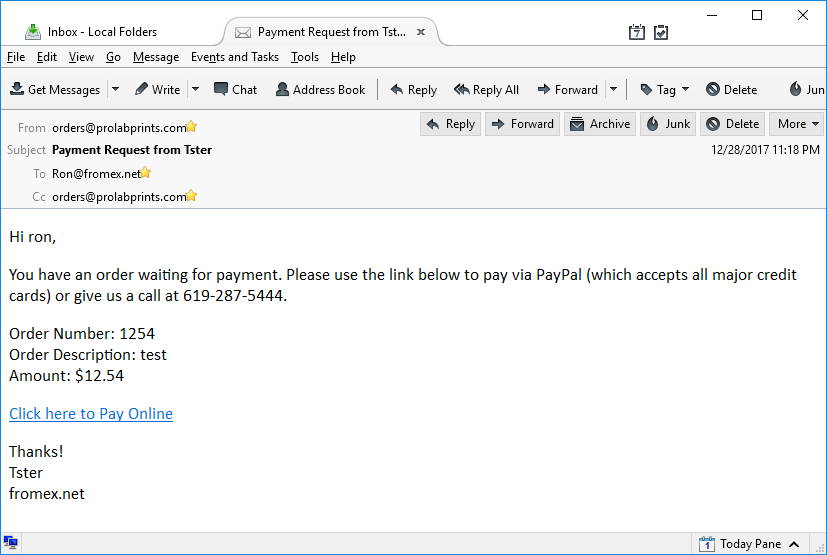 Inbox - Local Folders
Payment Request from Tster...
7
File Edit View Go Message Events and Tasks Tools Help
Get Messages Write Chat Address Book Reply Reply All Forward Tag Delete Jun
From orders@prolabprints.com Reply Forward Archive Junk Delete More
Subject Payment Request from Tster 12/28/2017 11:18 PM
To Ron@fromex.net
Cc orders@prolabprints.com
Hi ron,
You have an order waiting for payment. Please use the link below to pay via PayPal (which accepts all major credit
cards) or give us a call at 619-287-5444.
Order Number: 1254
Order Description: test
Amount: $12.54
Click here to Pay Online
Thanks!
Tster
fromex.net
1 Today Pane